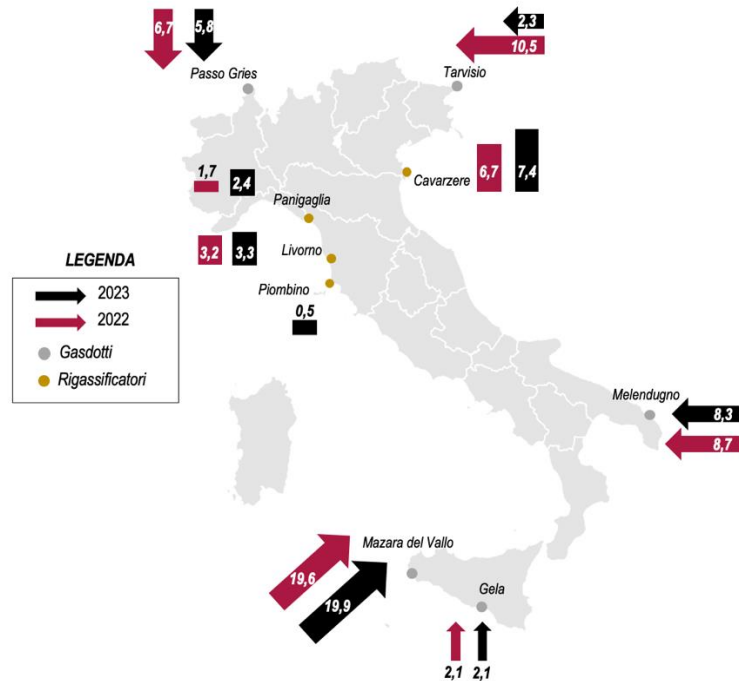 6,7
5,8
2,3
10,5
Passo Gries
Tarvisio
1,7
2,4
Cavarzere
6,7
7,4
Panigaglia
3,2
3,3
Livorno
LEGENDA
2023
2022
Gasdotti
Rigassificatori
Piombino
0,5
Melendugno
8,3
8,7
Mazara del Vallo
19,6
19,9
Gela
2,1
2,1